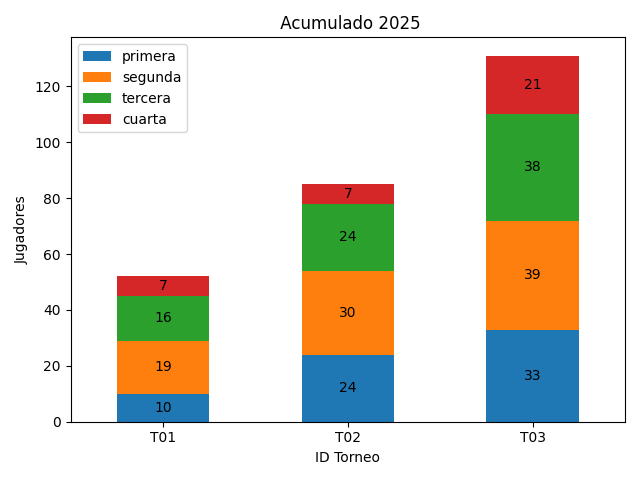 Acumulado 2025
primera
segunda
tercera
cuarta
Jugadores
120
100
80
60
40
20
0
7
16
19
10
7
24
30
24
21
38
39
33
T01 T02 T03
ID Torneo